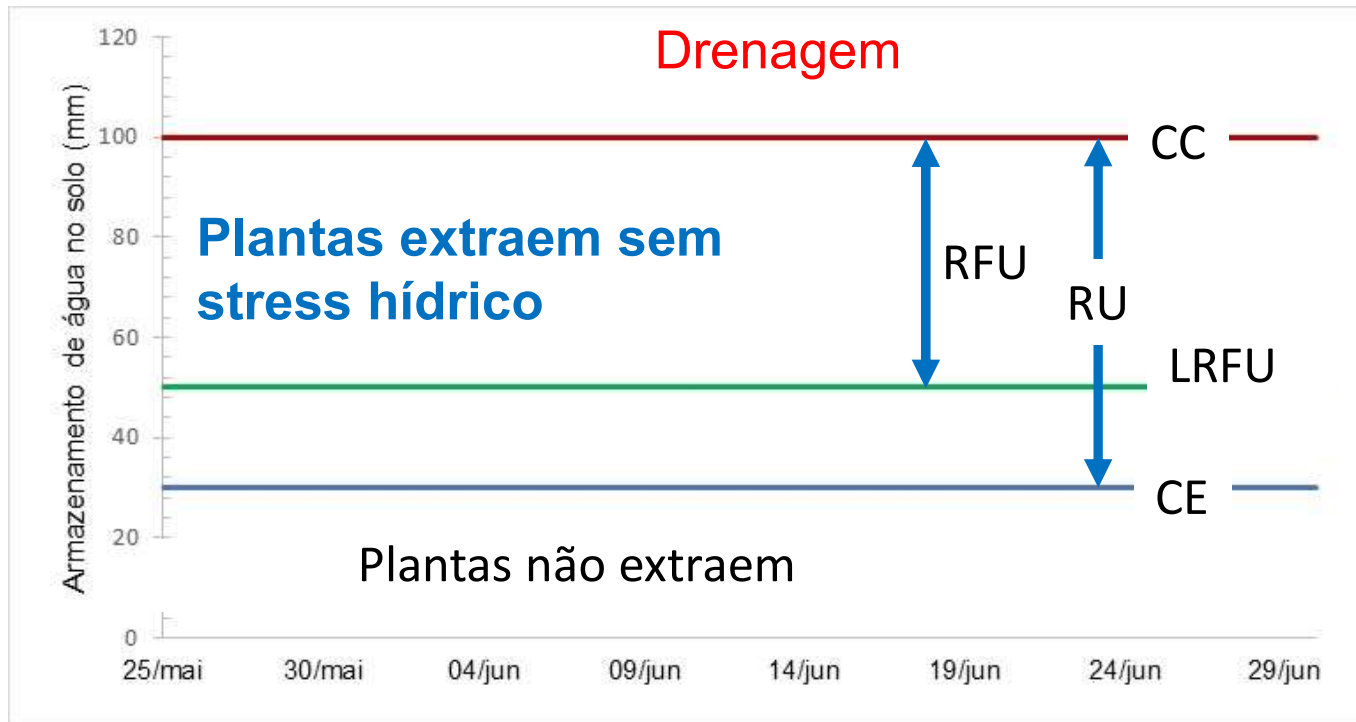 Drenagem
Armazenamento de água no solo (mm)
120
100
80
60
40
20
0
CC
Plantas extraem sem
stress hídrico
RFU
RU
LRFU
CE
Plantas não extraem
25/mai
30/mai
04/jun
09/jun
14/jun
19/jun
24/jun
29/jun